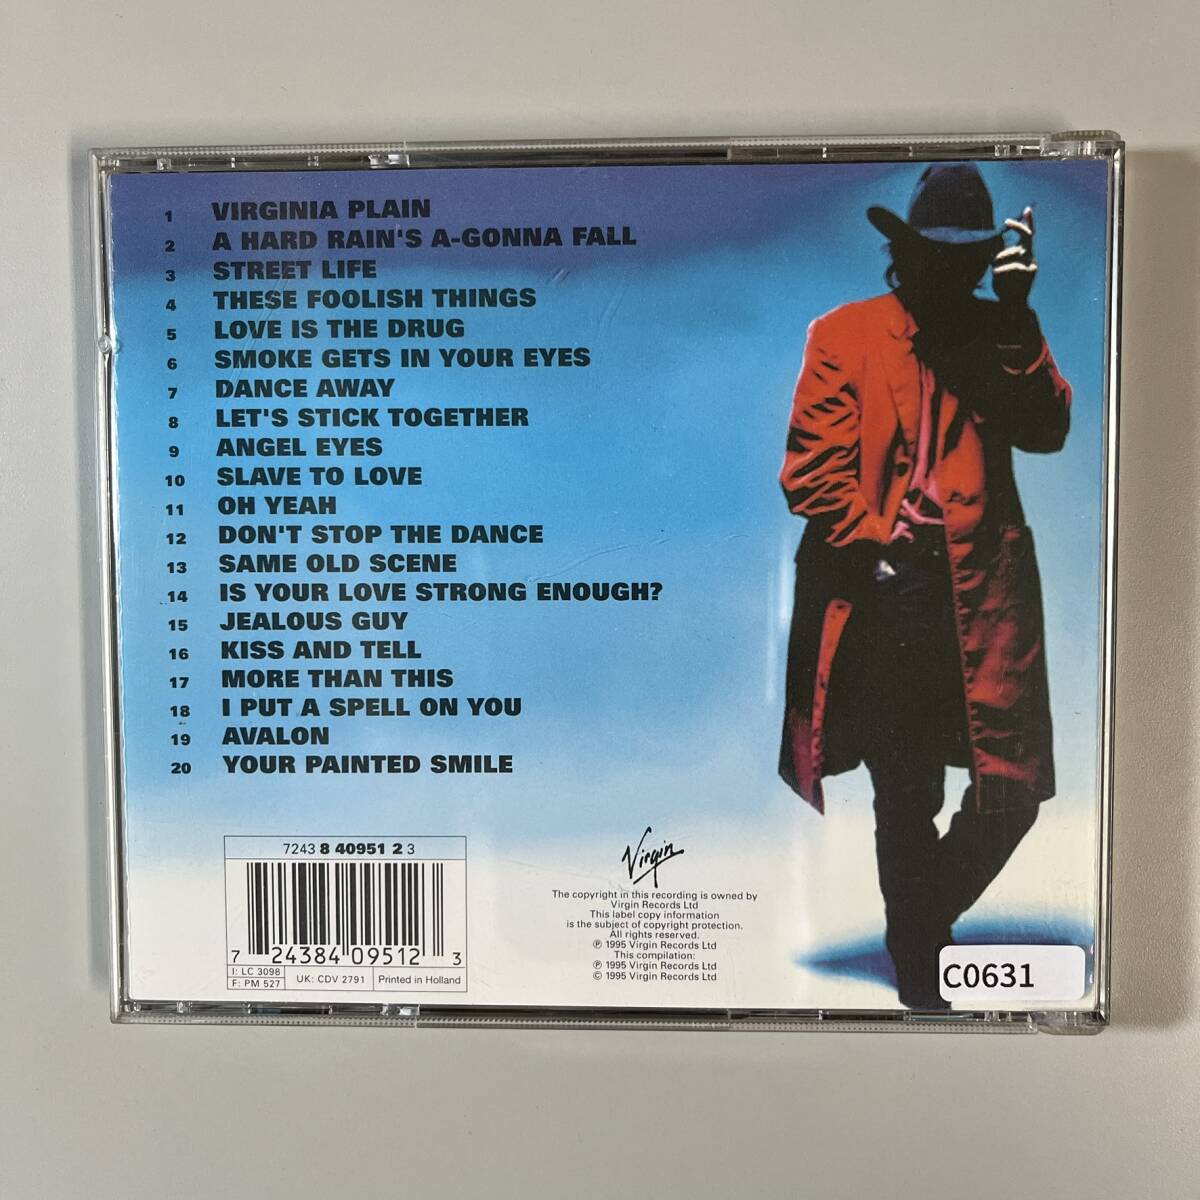 1 VIRGINIA PLAIN
2 A HARD RAIN'S A-GONNA FALL
3 STREET LIFE
4 THESE FOOLISH THINGS
5 LOVE IS THE DRUG
6 SMOKE GETS IN YOUR EYES
7 DANCE AWAY
8 LET'S STICK TOGETHER
9 ANGEL EYES
10 SLAVE TO LOVE
11 OH YEAH
12 DON'T STOP THE DANCE
13 SAME OLD SCENE
14 IS YOUR LOVE STRONG ENOUGH?
15 JEALOUS GUY
16 KISS AND TELL
17 MORE THAN THIS
18 I PUT A SPELL ON YOU
19 AVALON
20 YOUR PAINTED SMILE
7243 8 40951 2 3
7 24384 09512 3
I: LC 3098
F: PM 527
UK: CDV 2791
Printed in Holland
Virgin
The copyright in this recording is owned by
Virgin Records Ltd
This label copy information
is the subject of copyright protection.
All rights reserved.
℗ 1995 Virgin Records Ltd
This compilation:
℗ 1995 Virgin Records Ltd
© 1995 Virgin Records Ltd
C0631